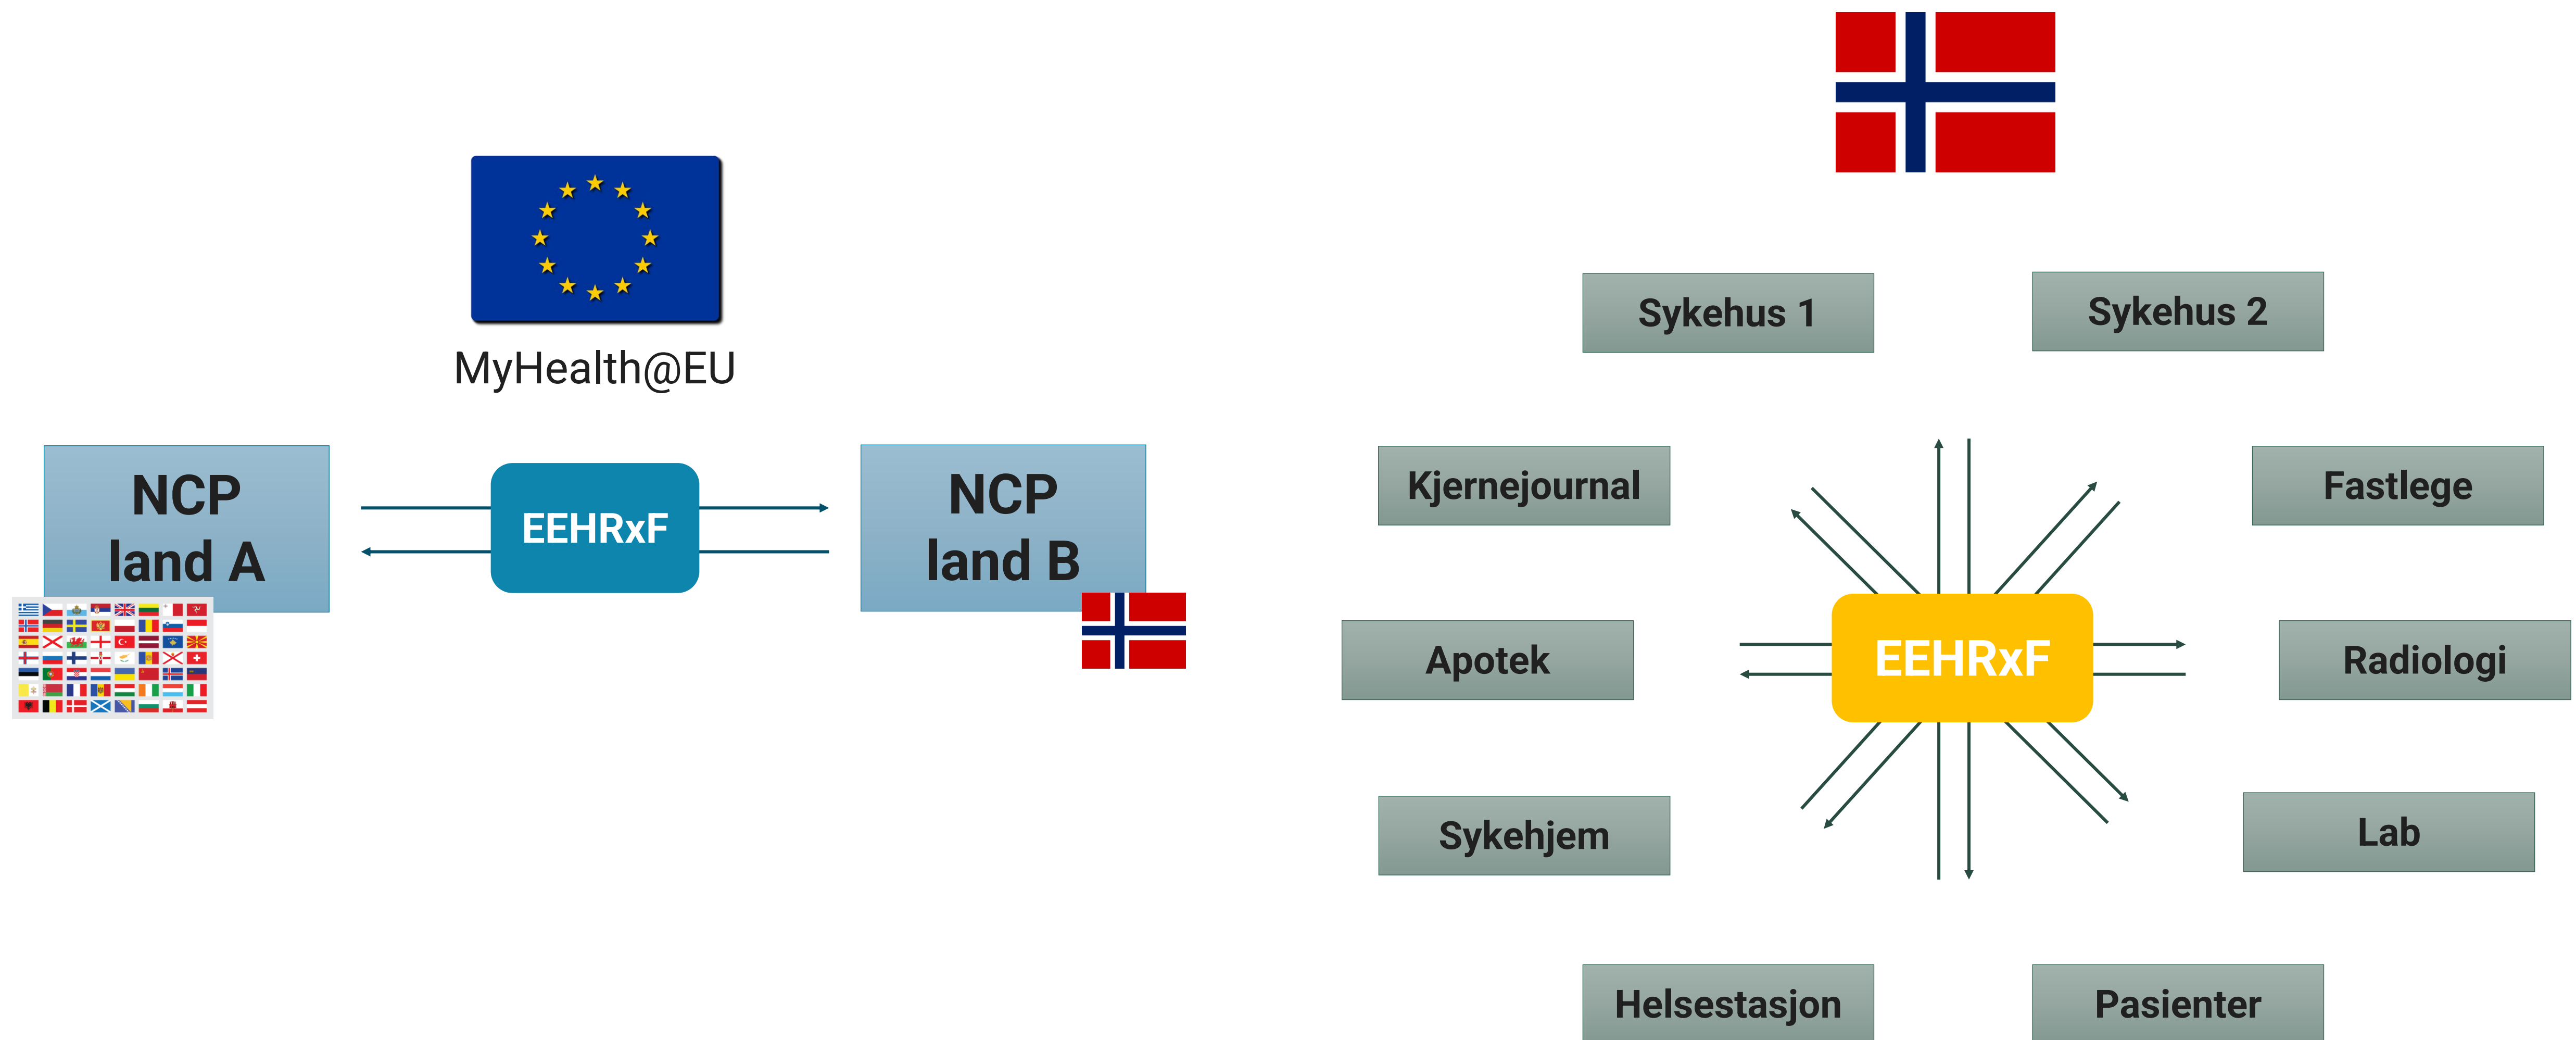 MyHealth@EU
NCP
land A
EEHRxF
NCP
land B
Sykehus 1
Sykehus 2
Kjernejournal
Fastlege
Apotek
EEHRxF
Radiologi
Sykehjem
Lab
Helsestasjon
Pasienter